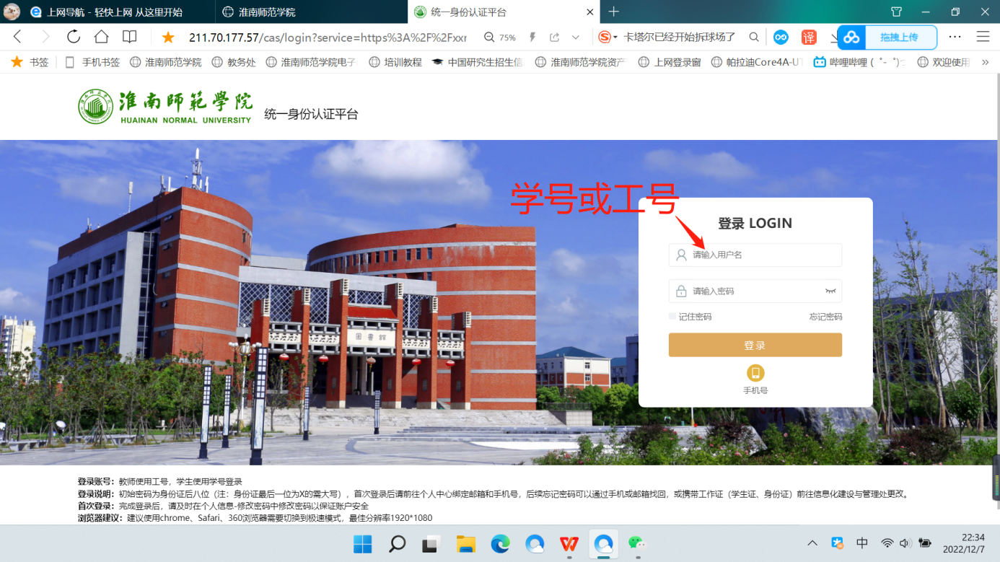 上网导航 - 轻快上网 从这里开始
淮南师范学院
统一身份认证平台
211.70.177.57/cas/login?service=https%3A%2F%2Fxxr
75%
卡塔尔已经开始拆球场了
译
拖拽上传
书签
手机书签
淮南师范学院
教务处
淮南师范学院电子
培训教程
中国研究生招生信
淮南师范学院资产
上网登录窗
帕拉迪Core4A-UT
哔哩哔哩 ( ゜- ゜)つ
欢迎使用
淮南師範學院
HUAINAN NORMAL UNIVERSITY
统一身份认证平台
学号或工号
登录 LOGIN
请输入用户名
请输入密码
记住密码
忘记密码
登 录
手机号
圖書館
登录账号：教师使用工号，学生使用学号登录
登录说明：初始密码为身份证后八位（注：身份证最后一位为X的需大写），首次登录后请前往个人中心绑定邮箱和手机号，后续忘记密码可以通过手机或邮箱找回，或携带工作证（学生证、身份证）前往信息化建设与管理处更改。
首次登录：完成登录后，请及时在个人信息-修改密码中修改密码以保证账户安全
浏览器建议：建议使用chrome、Safari、360浏览器需要切换到极速模式，最佳分辨率1920*1080
中
22:34
2022/12/7